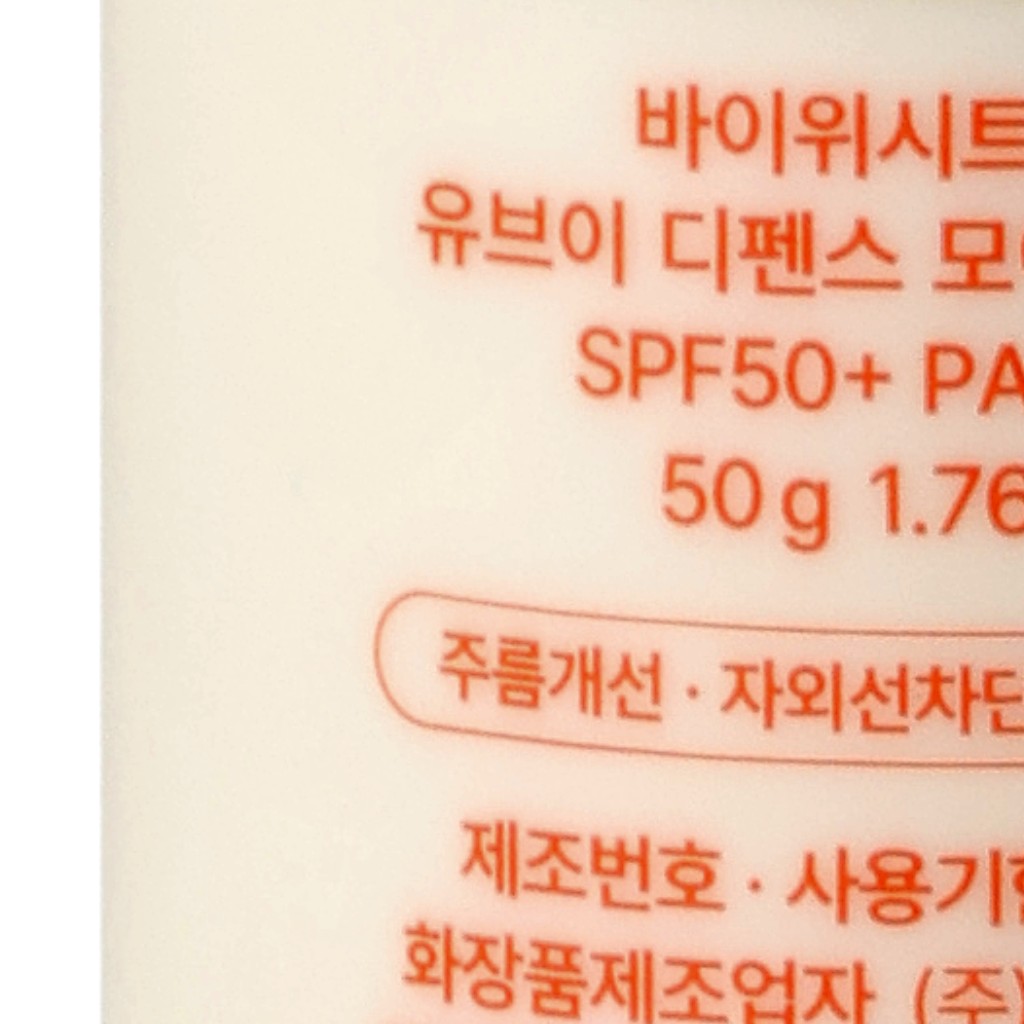 바이위시트
유브이 디펜스 모
SPF50+ PA
50g 1.76
주름개선 · 자외선차단
제조번호 · 사용기한
화장품제조업자 (주)